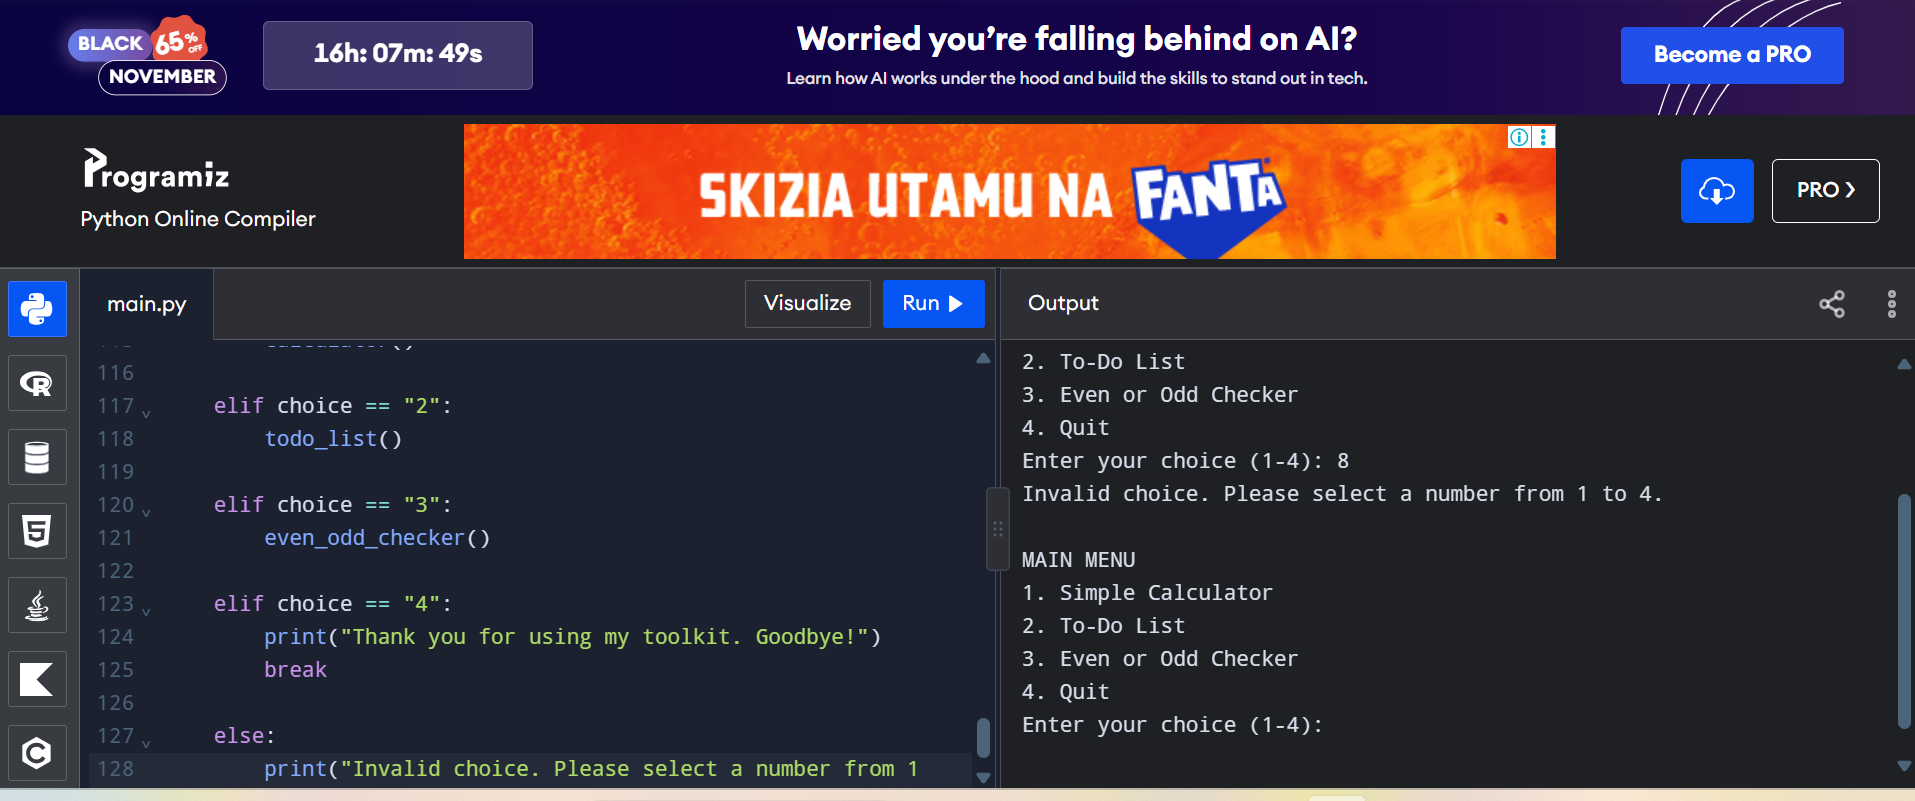 BLACK 65% OFF
NOVEMBER
16h: 07m: 49s
Worried you're falling behind on AI?
Learn how AI works under the hood and build the skills to stand out in tech.
Become a PRO
Programiz
Python Online Compiler
SKIZIA UTAMU NA FANTA
PRO ❯
main.py
Visualize
Run
Output
116
117 elif choice == "2":
118 todo_list()
119
120 elif choice == "3":
121 even_odd_checker()
122
123 elif choice == "4":
124 print("Thank you for using my toolkit. Goodbye!")
125 break
126
127 else:
128 print("Invalid choice. Please select a number from 1
2. To-Do List
3. Even or Odd Checker
4. Quit
Enter your choice (1-4): 8
Invalid choice. Please select a number from 1 to 4.
MAIN MENU
1. Simple Calculator
2. To-Do List
3. Even or Odd Checker
4. Quit
Enter your choice (1-4):